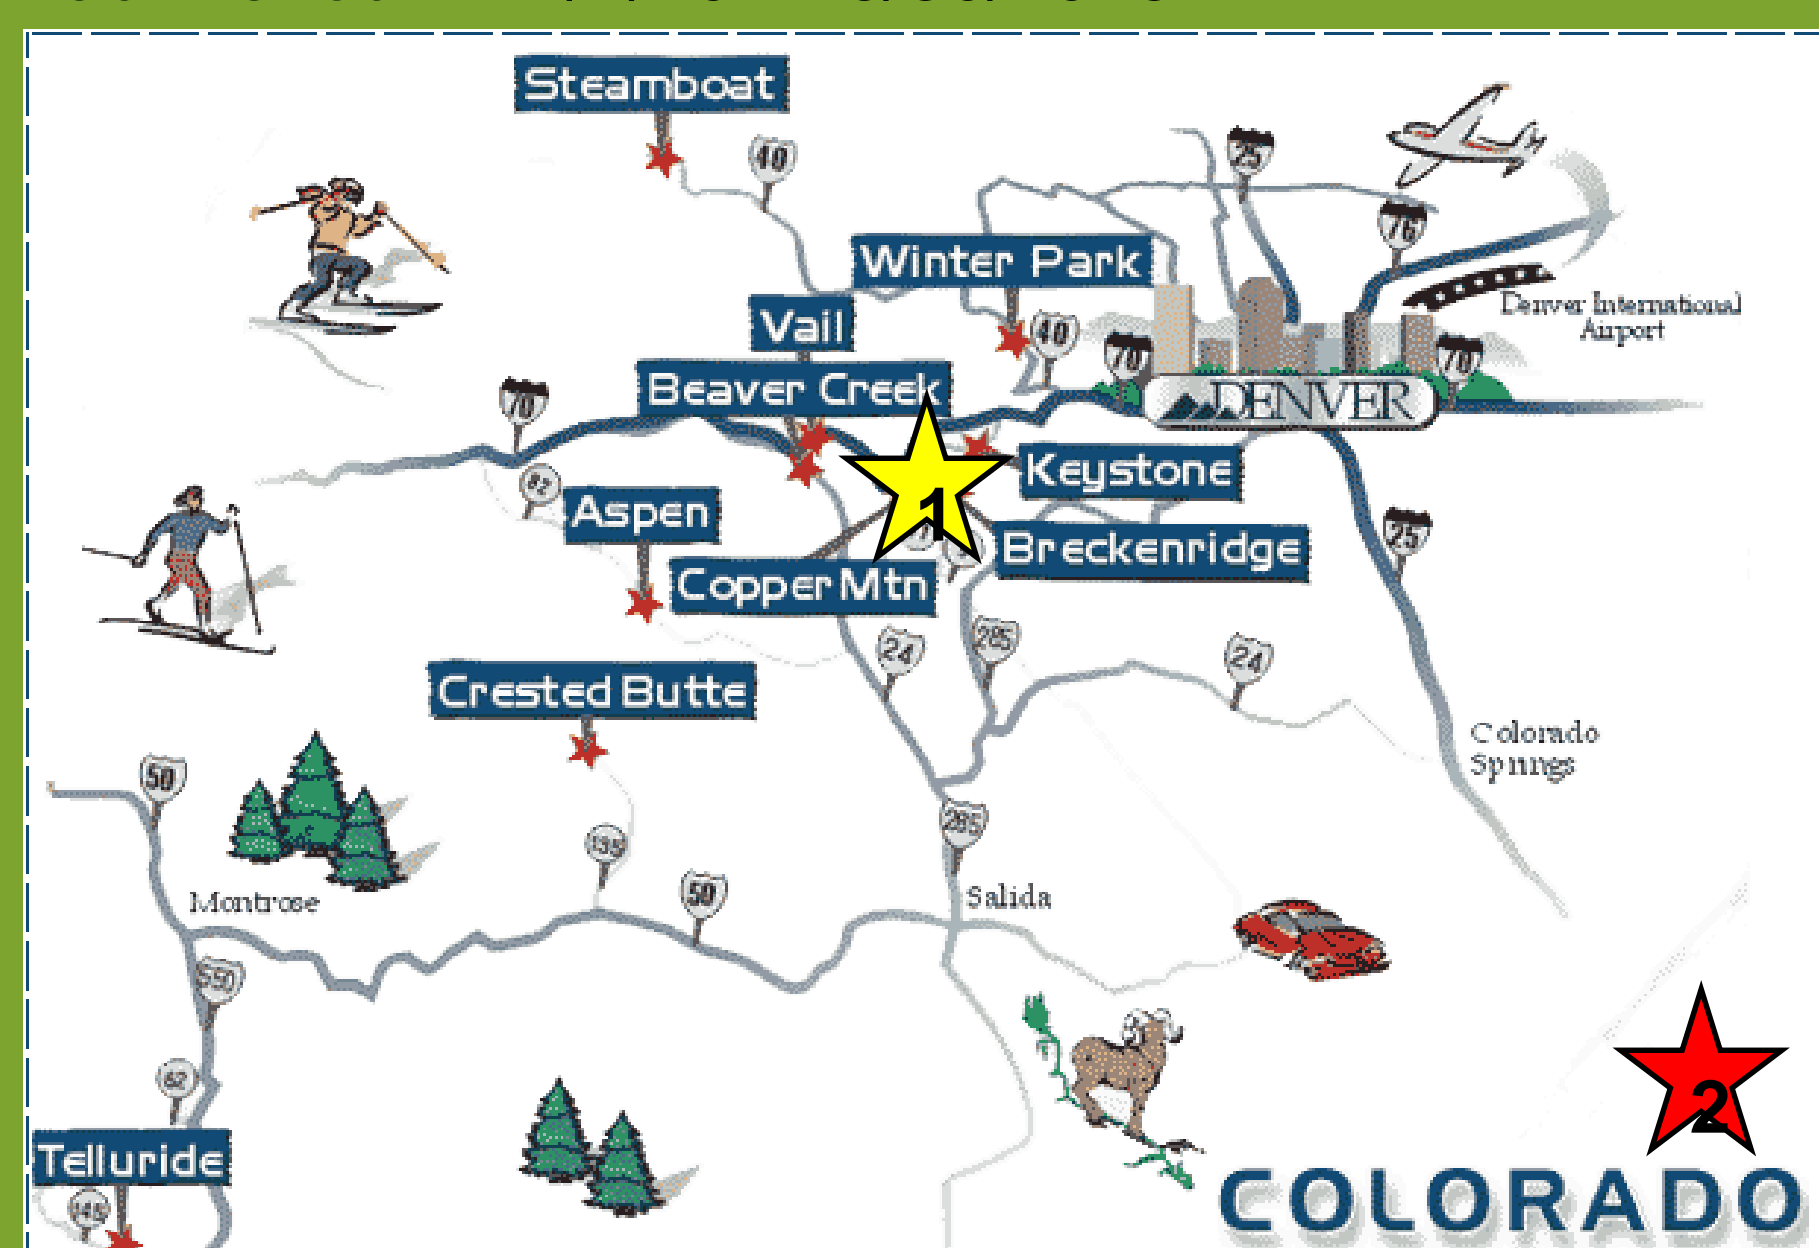 Steamboat
40
25
76
Winter Park
Denver International
Airport
Vail
40
70
70
Beaver Creek
DENVER
70
Keystone
82
Aspen
1
25
Breckenridge
Copper Mtn
24
285
24
Crested Butte
Colorado
Springs
50
285
135
50
Montrose
Salida
550
62
2
Telluride
145
COLORADO